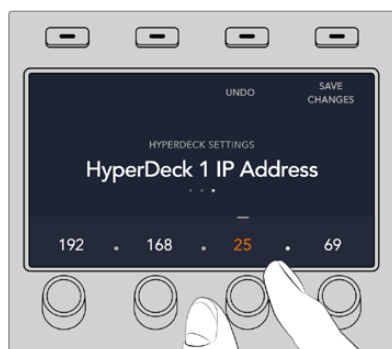 UNDO
SAVE
CHANGES
HYPERDECK SETTINGS
HyperDeck 1 IP Address
192 . 168 . 25 . 69